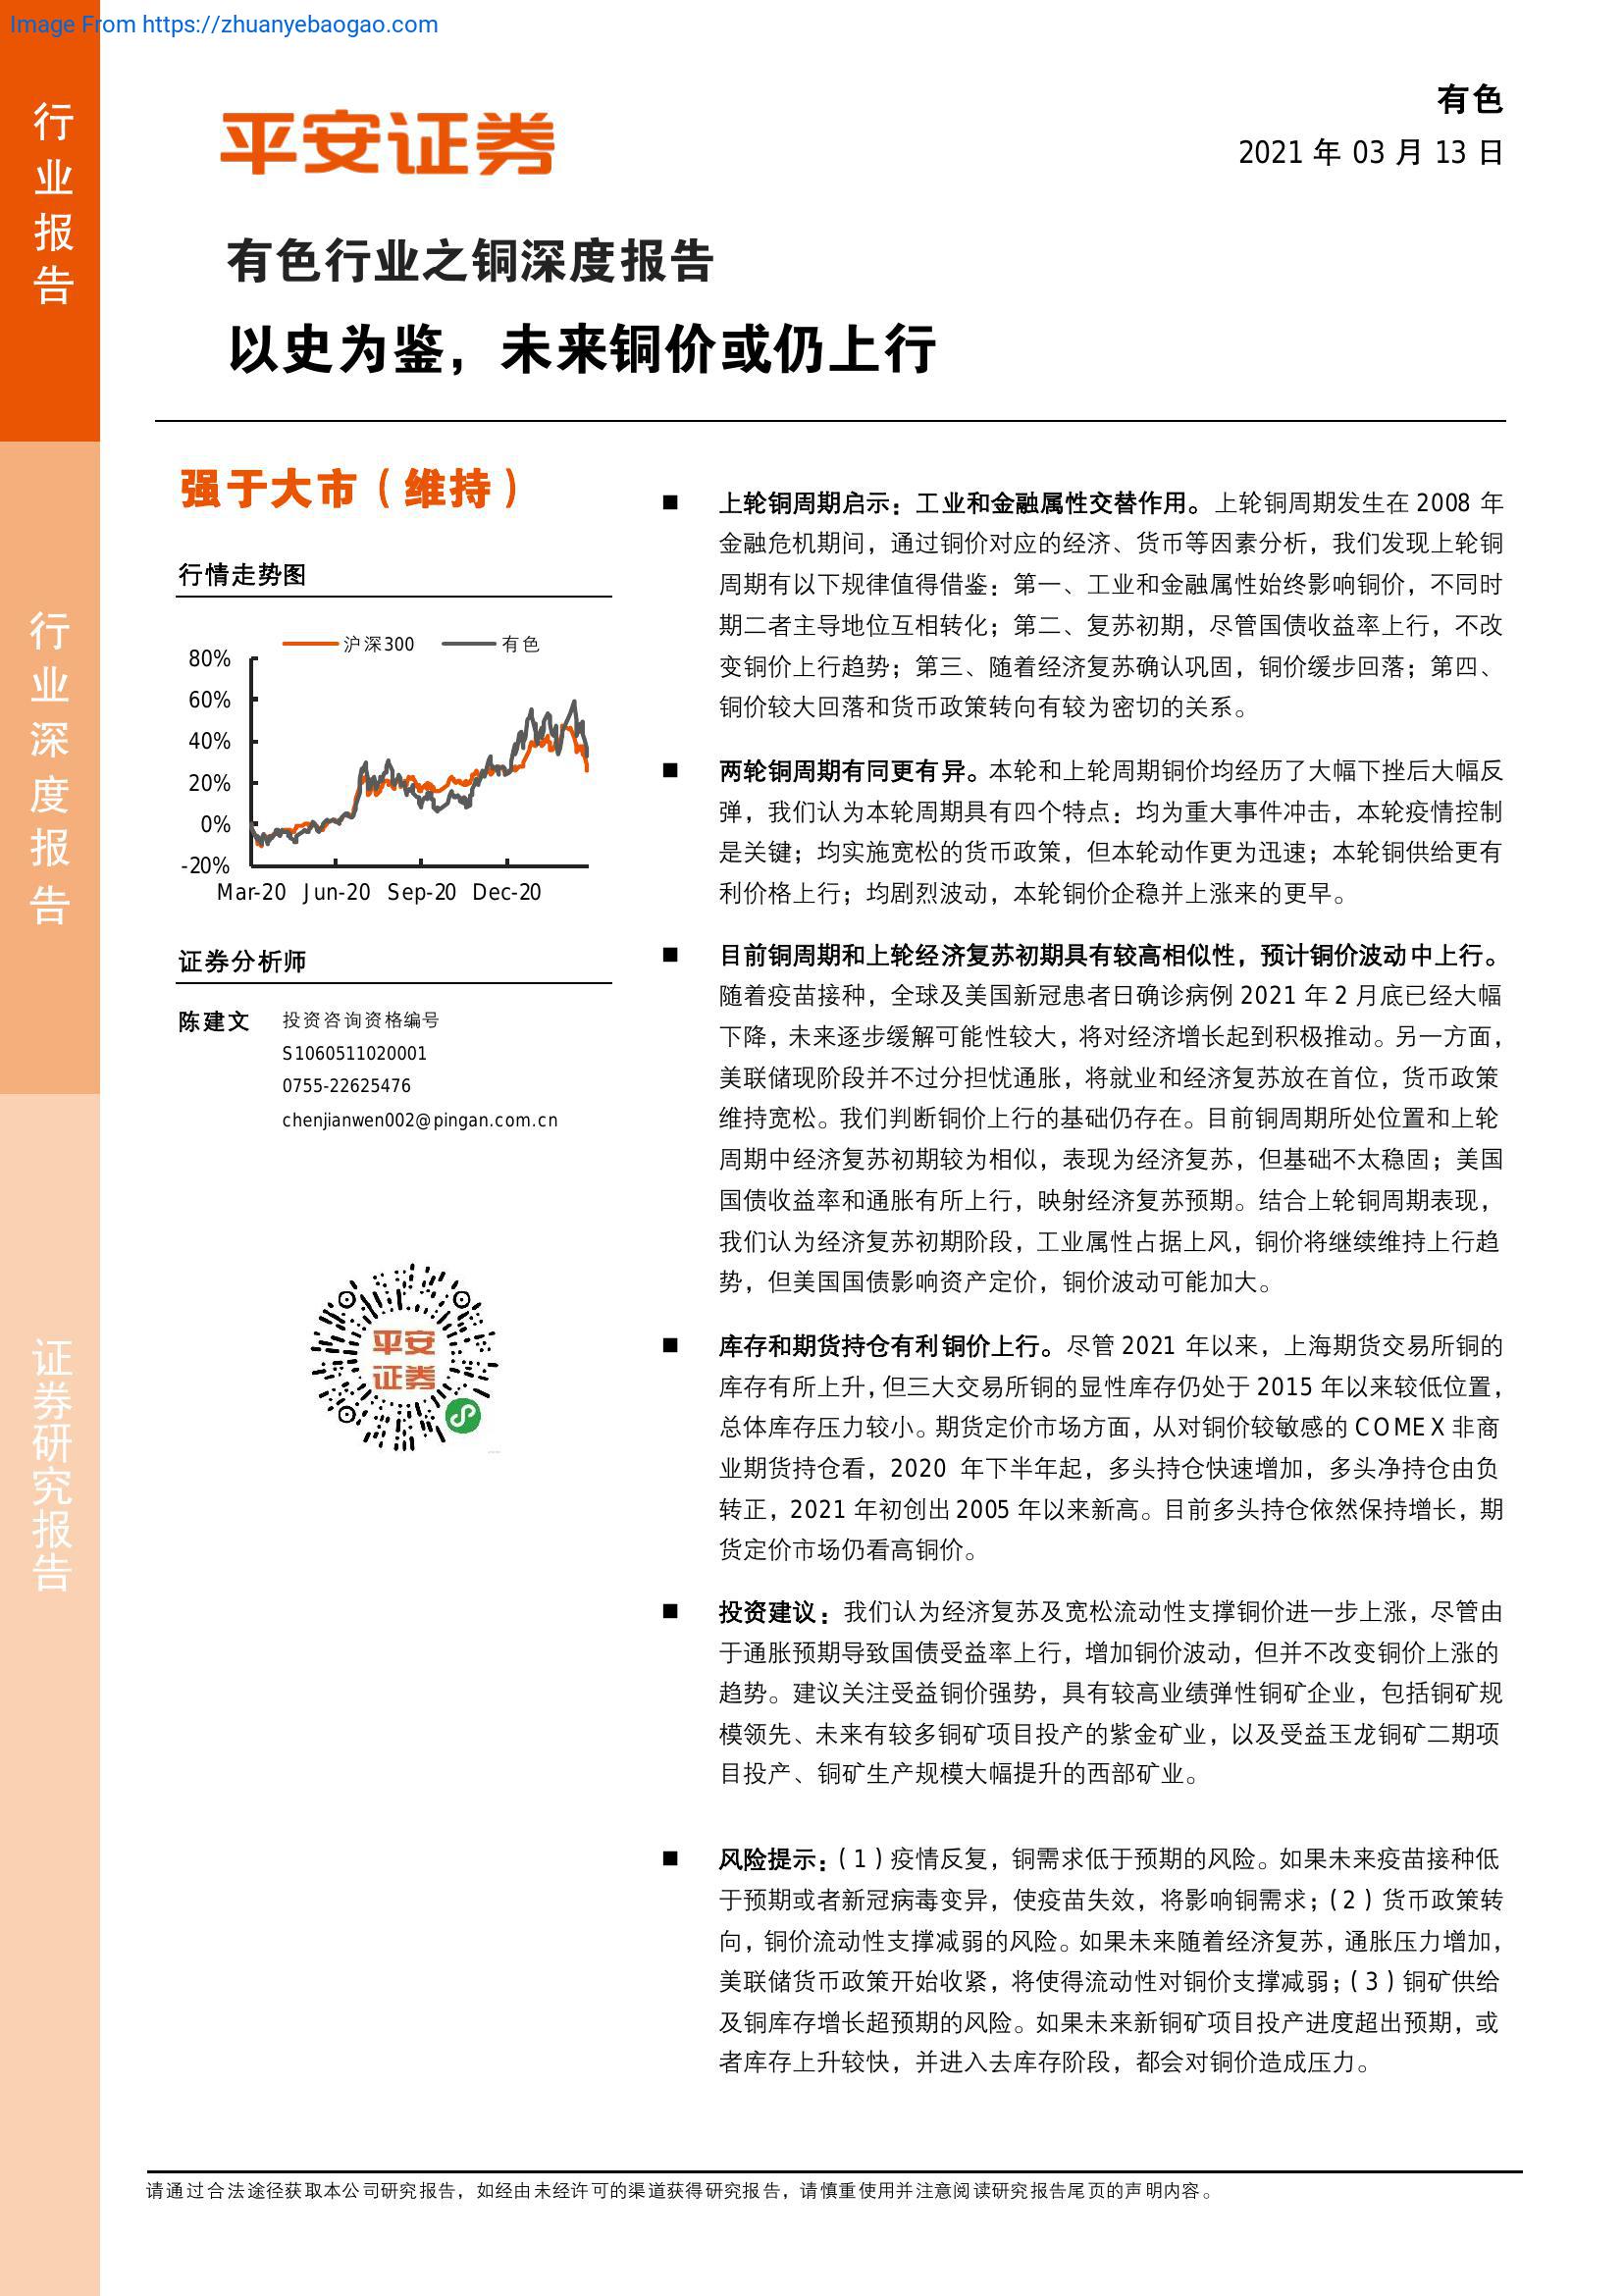 Image From https://zhuanyebaogao.com
行业报告
行业深度报告
证券研究报告
平安证券
有色
2021 年 03 月 13 日
有色行业之铜深度报告
以史为鉴，未来铜价或仍上行
强于大市（维持）
行情走势图
沪深300
有色
80%
60%
40%
20%
0%
-20%
Mar-20 Jun-20 Sep-20 Dec-20
证券分析师
陈建文
投资咨询资格编号
S1060511020001
0755-22625476
chenjianwen002@pingan.com.cn
平安
证券
■ 上轮铜周期启示：工业和金融属性交替作用。上轮铜周期发生在 2008 年
金融危机期间，通过铜价对应的经济、货币等因素分析，我们发现上轮铜
周期有以下规律值得借鉴：第一、工业和金融属性始终影响铜价，不同时
期二者主导地位互相转化；第二、复苏初期，尽管国债收益率上行，不改
变铜价上行趋势；第三、随着经济复苏确认巩固，铜价缓步回落；第四、
铜价较大回落和货币政策转向有较为密切的关系。
■ 两轮铜周期有同更有异。本轮和上轮周期铜价均经历了大幅下挫后大幅反
弹，我们认为本轮周期具有四个特点：均为重大事件冲击，本轮疫情控制
是关键；均实施宽松的货币政策，但本轮动作更为迅速；本轮铜供给更有
利价格上行；均剧烈波动，本轮铜价企稳并上涨来的更早。
■ 目前铜周期和上轮经济复苏初期具有较高相似性，预计铜价波动中上行。
随着疫苗接种，全球及美国新冠患者日确诊病例 2021 年 2 月底已经大幅
下降，未来逐步缓解可能性较大，将对经济增长起到积极推动。另一方面，
美联储现阶段并不过分担忧通胀，将就业和经济复苏放在首位，货币政策
维持宽松。我们判断铜价上行的基础仍存在。目前铜周期所处位置和上轮
周期中经济复苏初期较为相似，表现为经济复苏，但基础不太稳固；美国
国债收益率和通胀有所上行，映射经济复苏预期。结合上轮铜周期表现，
我们认为经济复苏初期阶段，工业属性占据上风，铜价将继续维持上行趋
势，但美国国债影响资产定价，铜价波动可能加大。
■ 库存和期货持仓有利铜价上行。尽管 2021 年以来，上海期货交易所铜的
库存有所上升，但三大交易所铜的显性库存仍处于 2015 年以来较低位置，
总体库存压力较小。期货定价市场方面，从对铜价较敏感的 COMEX 非商
业期货持仓看，2020 年下半年起，多头持仓快速增加，多头净持仓由负
转正，2021 年初创出 2005 年以来新高。目前多头持仓依然保持增长，期
货定价市场仍看高铜价。
■ 投资建议：我们认为经济复苏及宽松流动性支撑铜价进一步上涨，尽管由
于通胀预期导致国债受益率上行，增加铜价波动，但并不改变铜价上涨的
趋势。建议关注受益铜价强势，具有较高业绩弹性铜矿企业，包括铜矿规
模领先、未来有较多铜矿项目投产的紫金矿业，以及受益玉龙铜矿二期项
目投产、铜矿生产规模大幅提升的西部矿业。
■ 风险提示：（1）疫情反复，铜需求低于预期的风险。如果未来疫苗接种低
于预期或者新冠病毒变异，使疫苗失效，将影响铜需求；（2）货币政策转
向，铜价流动性支撑减弱的风险。如果未来随着经济复苏，通胀压力增加，
美联储货币政策开始收紧，将使得流动性对铜价支撑减弱；（3）铜矿供给
及铜库存增长超预期的风险。如果未来新铜矿项目投产进度超出预期，或
者库存上升较快，并进入去库存阶段，都会对铜价造成压力。
请通过合法途径获取本公司研究报告，如经由未经许可的渠道获得研究报告，请慎重使用并注意阅读研究报告尾页的声明内容。